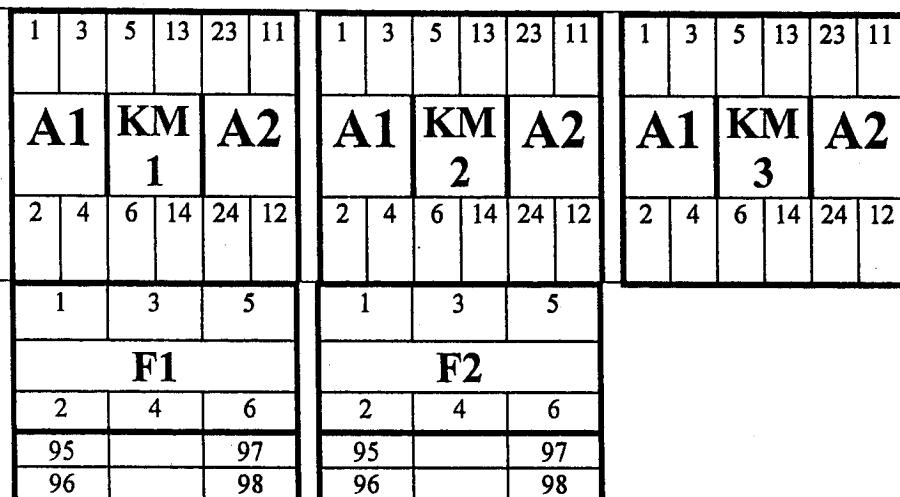 1 3 5 13 23 11 1 3 5 13 23 11 1 3 5 13 23 11
A1 KM 1 A2 A1 KM 2 A2 A1 KM 3 A2
2 4 6 14 24 12 2 4 6 14 24 12 2 4 6 14 24 12
1 3 5 1 3 5
F1 F2
2 4 6 2 4 6
95 97 95 97
96 98 96 98